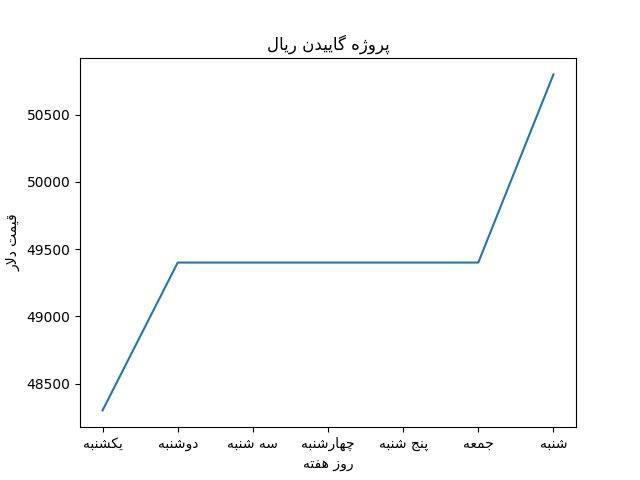 پروژه گاییدن ریال
50500
50000
49500
49000
48500
قیمت دلار
یکشنبه دوشنبه سه شنبه چهارشنبه پنج شنبه جمعه شنبه
روز هفته